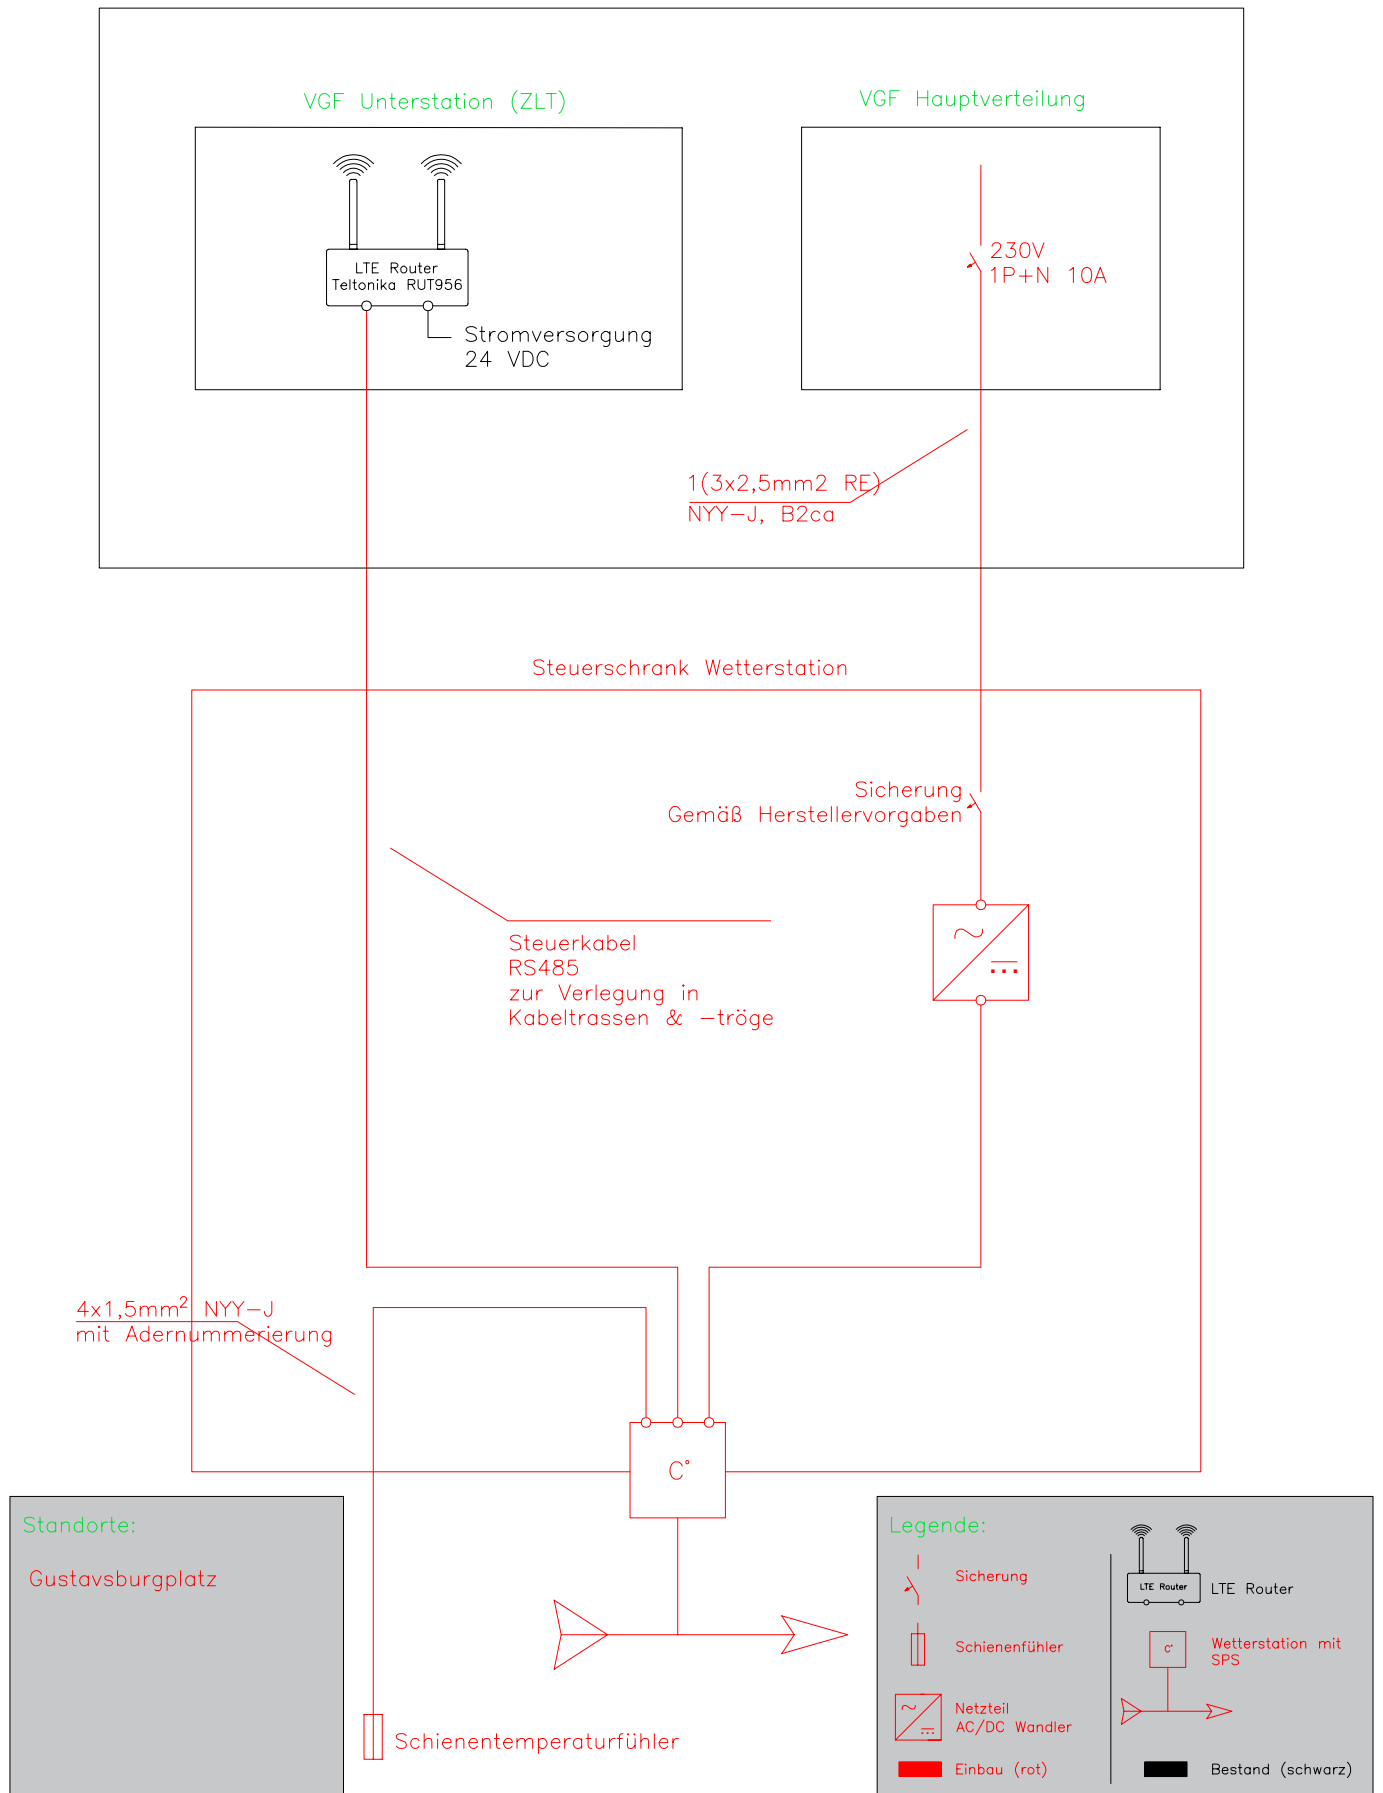 VGF Unterstation (ZLT)
VGF Hauptverteilung
LTE Router
Teltonika RUT956
Stromversorgung
24 VDC
230V
1P+N 10A
1(3x2,5mm2 RE)
NYY-J, B2ca
Steuerschrank Wetterstation
Sicherung
Gemäß Herstellervorgaben
Steuerkabel
RS485
zur Verlegung in
Kabeltrassen & -tröge
4x1,5mm² NYY-J
mit Adernummerierung
C°
Standorte:
Gustavsburgplatz
Schienentemperaturfühler
Legende:
Sicherung
Schienenfühler
Netzteil
AC/DC Wandler
Einbau (rot)
LTE Router
LTE Router
C°
Wetterstation mit
SPS
Bestand (schwarz)